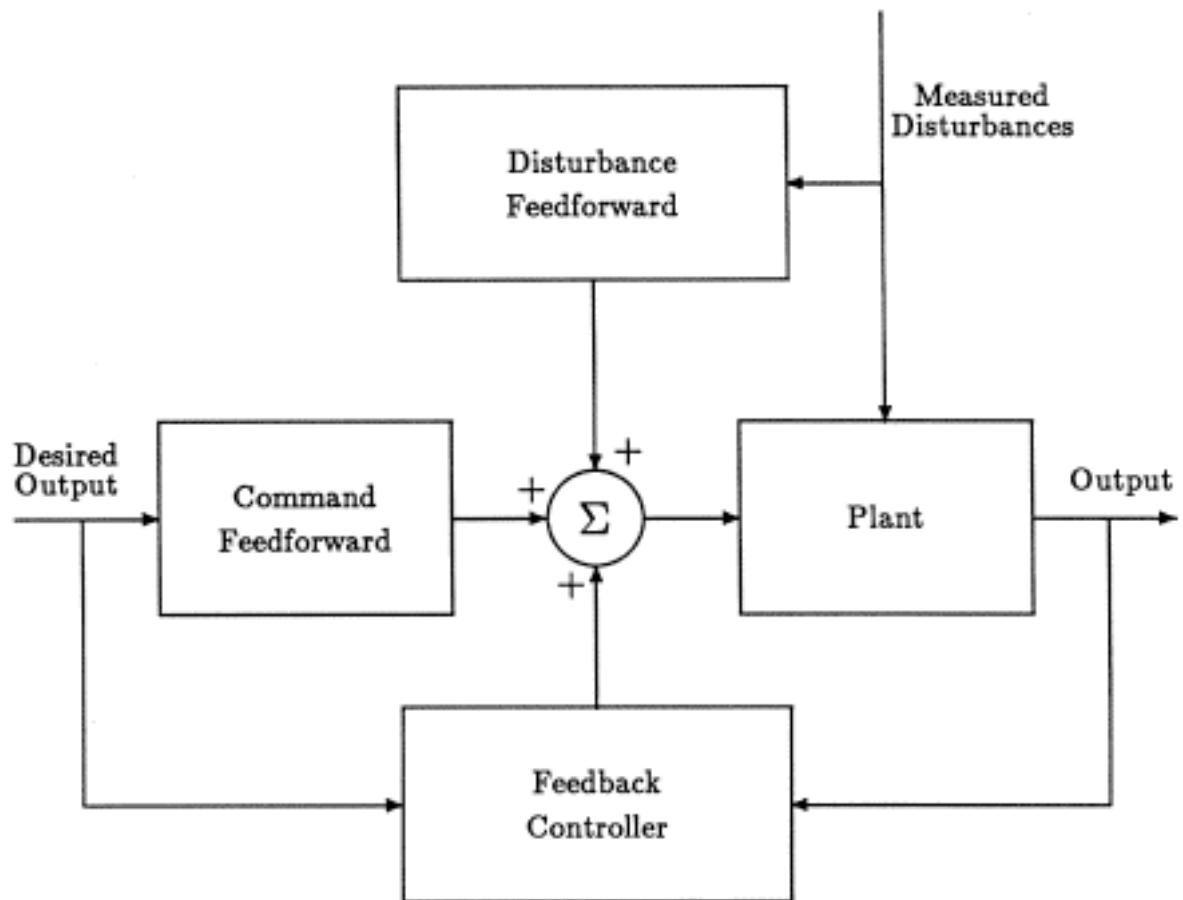 Measured
Disturbances
Disturbance
Feedforward
+
Desired
Output
Command
Feedforward
+
Σ
Plant
Output
+
Feedback
Controller